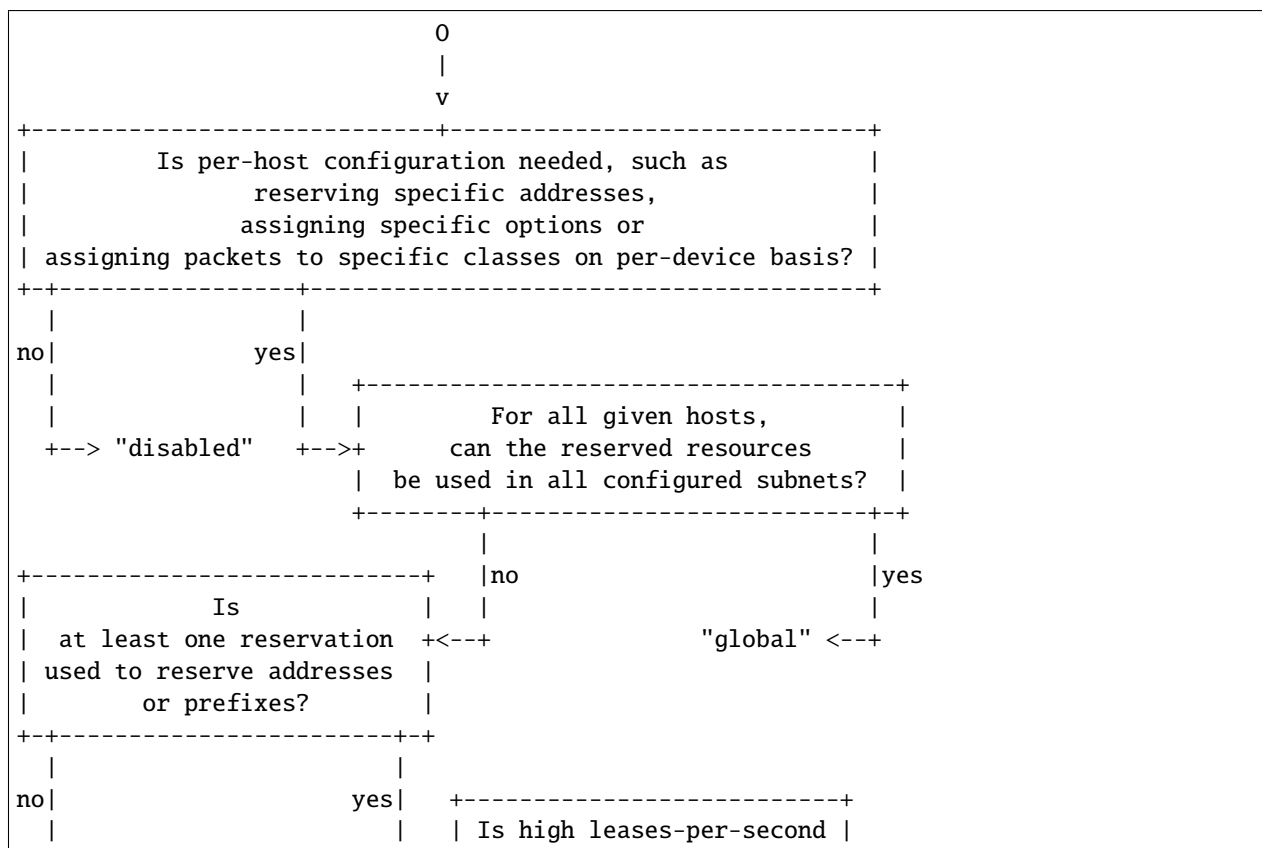 O
                              |
                              v
+-----------------------------+------------------------------+
|         Is per-host configuration needed, such as          |
|                reserving specific addresses,               |
|               assigning specific options or                |
| assigning packets to specific classes on per-device basis? |
+-+-----------------+----------------------------------------+
  |                 |
no|              yes|
  |                 |   +--------------------------------------+
  |                 |   |         For all given hosts,         |
  +--> "disabled"   +-->+      can the reserved resources      |
                        |  be used in all configured subnets?  |
                        +--------+---------------------------+-+
                                 |                           |
+----------------------------+   |no                         |yes
|             Is             |   |                           |
|  at least one reservation  +<--+               "global" <--+
| used to reserve addresses  |
|        or prefixes?        |
+-+------------------------+-+
  |                        |
no|                     yes|   +---------------------------+
  |                        |   | Is high leases-per-second |